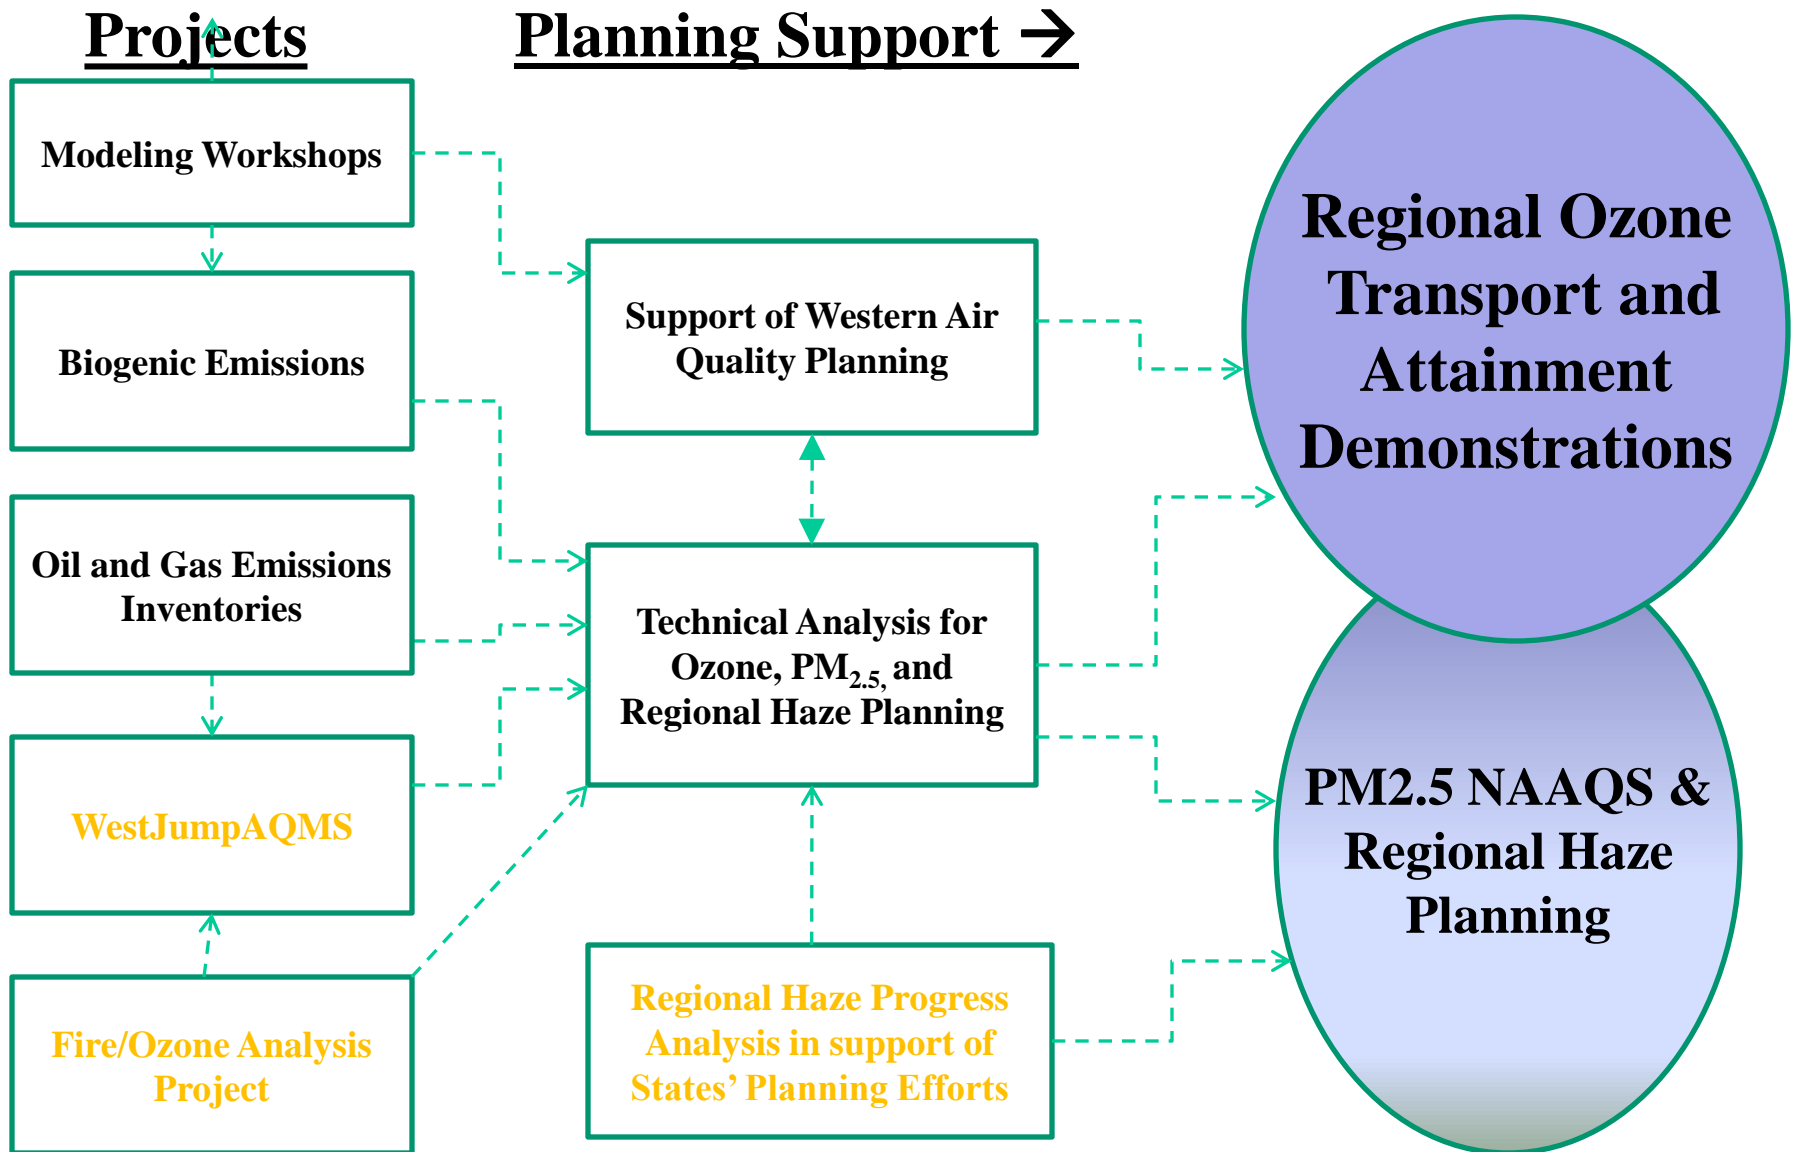 Projects
Planning Support →
Modeling Workshops
Biogenic Emissions
Oil and Gas Emissions
Inventories
WestJumpAQMS
Fire/Ozone Analysis
Project
Support of Western Air
Quality Planning
Technical Analysis for
Ozone, PM2.5, and
Regional Haze Planning
Regional Haze Progress
Analysis in support of
States’ Planning Efforts
Regional Ozone
Transport and
Attainment
Demonstrations
PM2.5 NAAQS &
Regional Haze
Planning